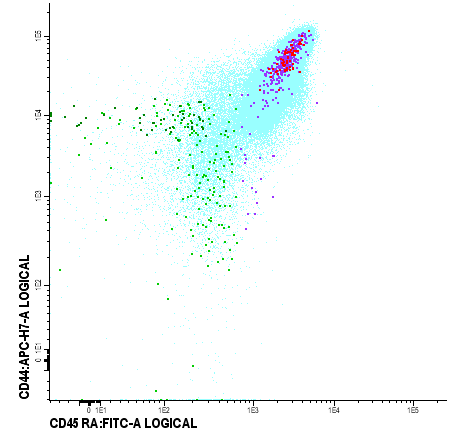 1E5
1E4
1E3
1E2
0 1E1
CD44:APC-H7-A LOGICAL
0 1E1
1E2
1E3
1E4
1E5
CD45 RA:FITC-A LOGICAL